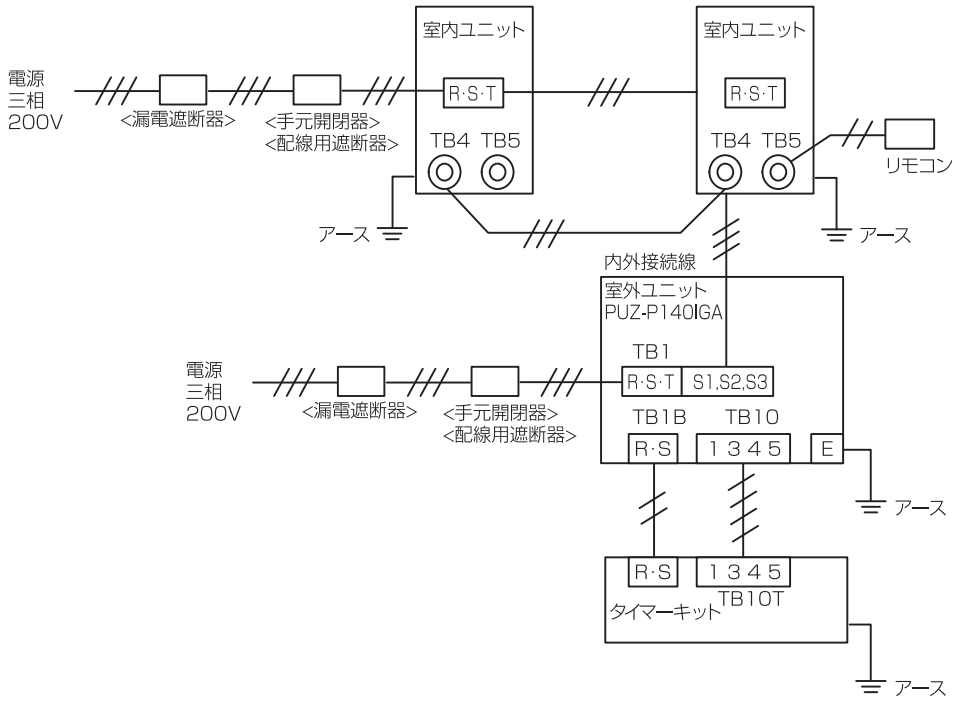 室内ユニット
室内ユニット
電源
三相
200V
<漏電遮断器>
<手元開閉器>
<配線用遮断器>
R·S·T
R·S·T
TB4 TB5
TB4 TB5
リモコン
アース
アース
内外接続線
室外ユニット
PUZ-P140IGA
電源
三相
200V
<漏電遮断器>
<手元開閉器>
<配線用遮断器>
TB1
R·S·T S1,S2,S3
TB1B TB10
R·S 1 3 4 5 E
アース
R·S 1 3 4 5
TB10T
タイマーキット
アース